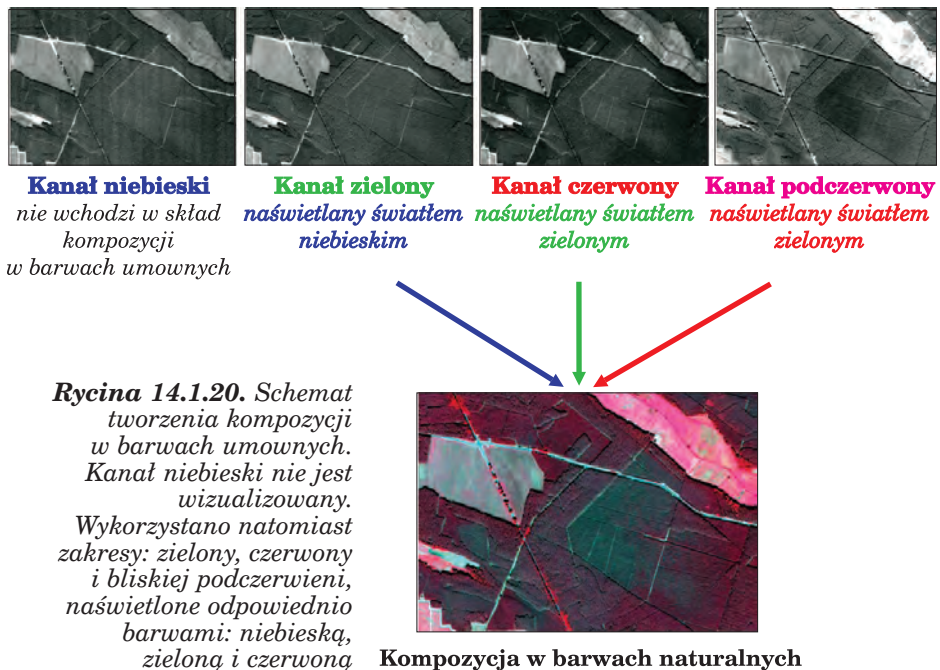 Kanał niebieski
nie wchodzi w skład
kompozycji
w barwach umownych
Kanał zielony
naświetlany światłem
niebieskim
Kanał czerwony
naświetlany światłem
zielonym
Kanał podczerwony
naświetlany światłem
zielonym
Rycina 14.1.20. Schemat
tworzenia kompozycji
w barwach umownych.
Kanał niebieski nie jest
wizualizowany.
Wykorzystano natomiast
zakresy: zielony, czerwony
i bliskiej podczerwieni,
naświetlone odpowiednio
barwami: niebieską,
zieloną i czerwoną
Kompozycja w barwach naturalnych